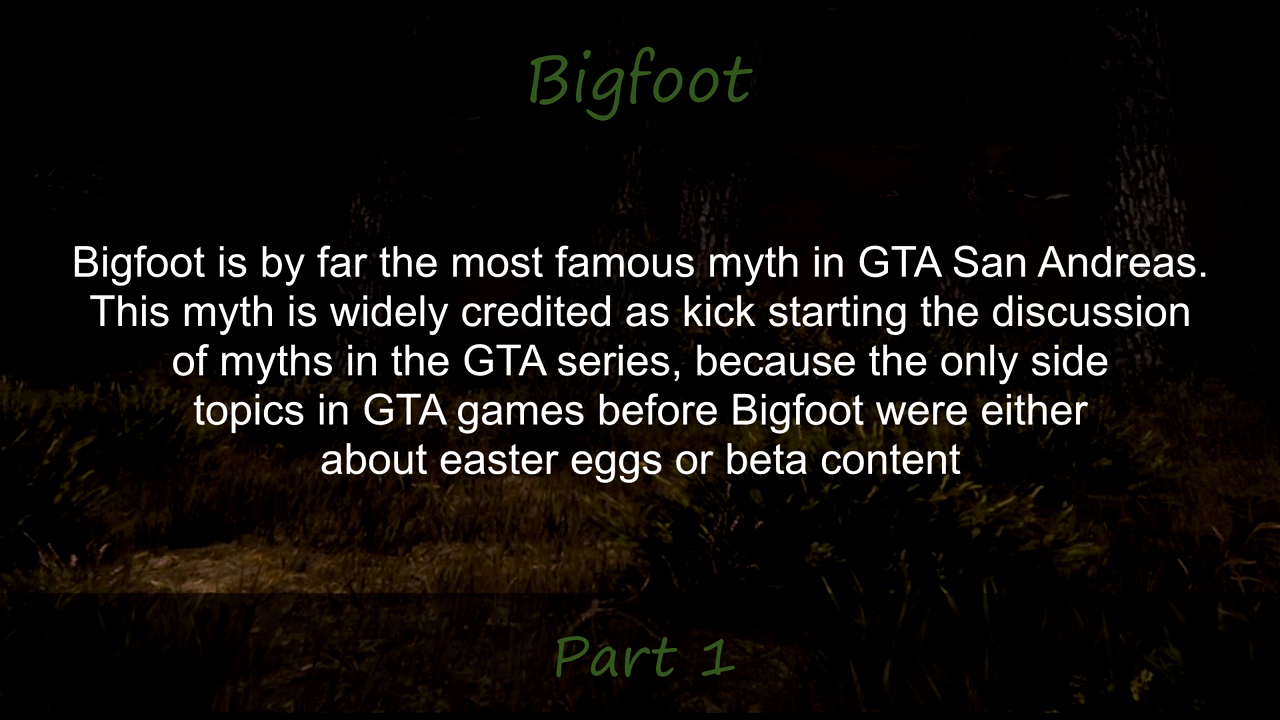 Bigfoot
Bigfoot is by far the most famous myth in GTA San Andreas.
This myth is widely credited as kick starting the discussion
of myths in the GTA series, because the only side
topics in GTA games before Bigfoot were either
about easter eggs or beta content
Part 1